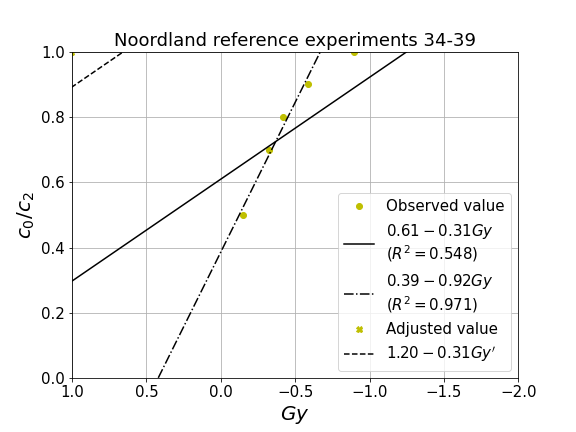 Noordland reference experiments 34-39
1.0
0.8
0.6
0.4
0.2
0.0
c₀/c₂
Observed value
0.61 − 0.31Gy
(R² = 0.548)
0.39 − 0.92Gy
(R² = 0.971)
Adjusted value
1.20 − 0.31Gy′
1.0 0.5 0.0 −0.5 −1.0 −1.5 −2.0
Gy